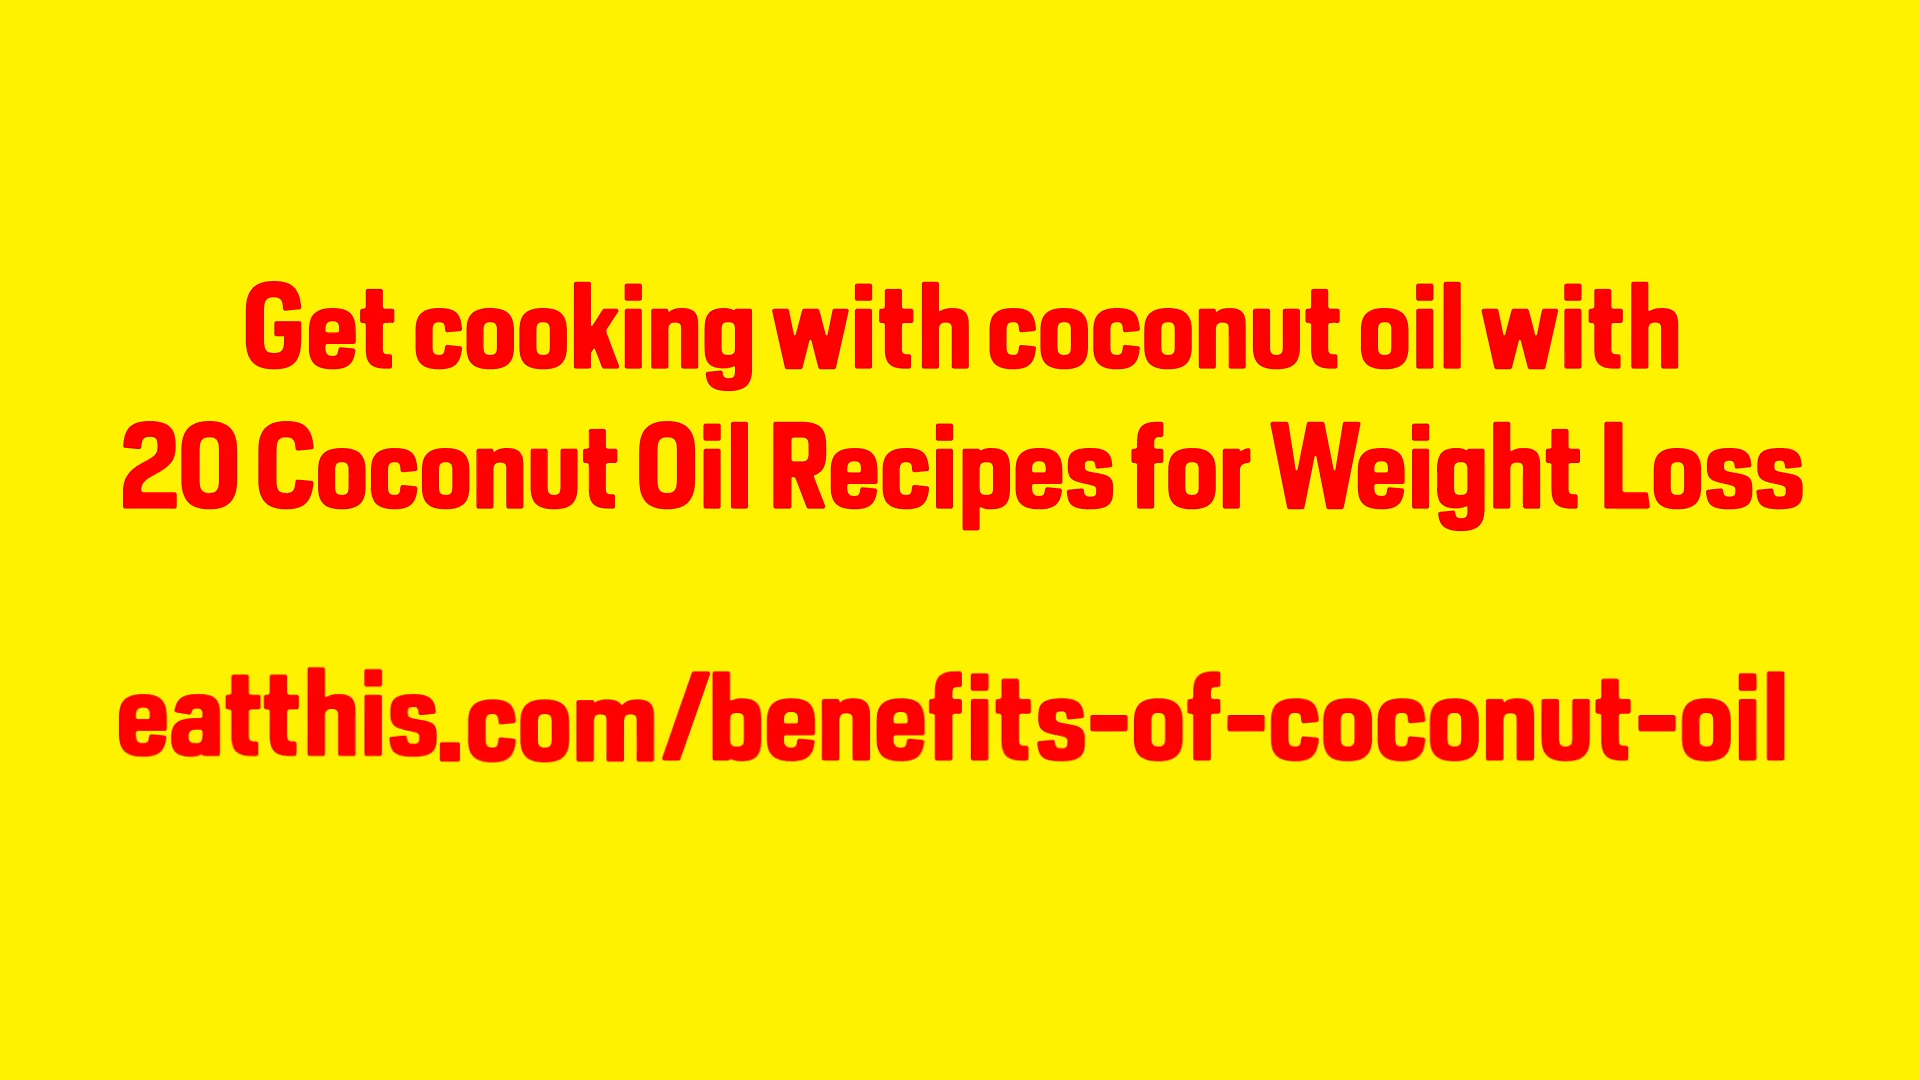 Get cooking with coconut oil with
20 Coconut Oil Recipes for Weight Loss
eatthis.com/benefits-of-coconut-oil